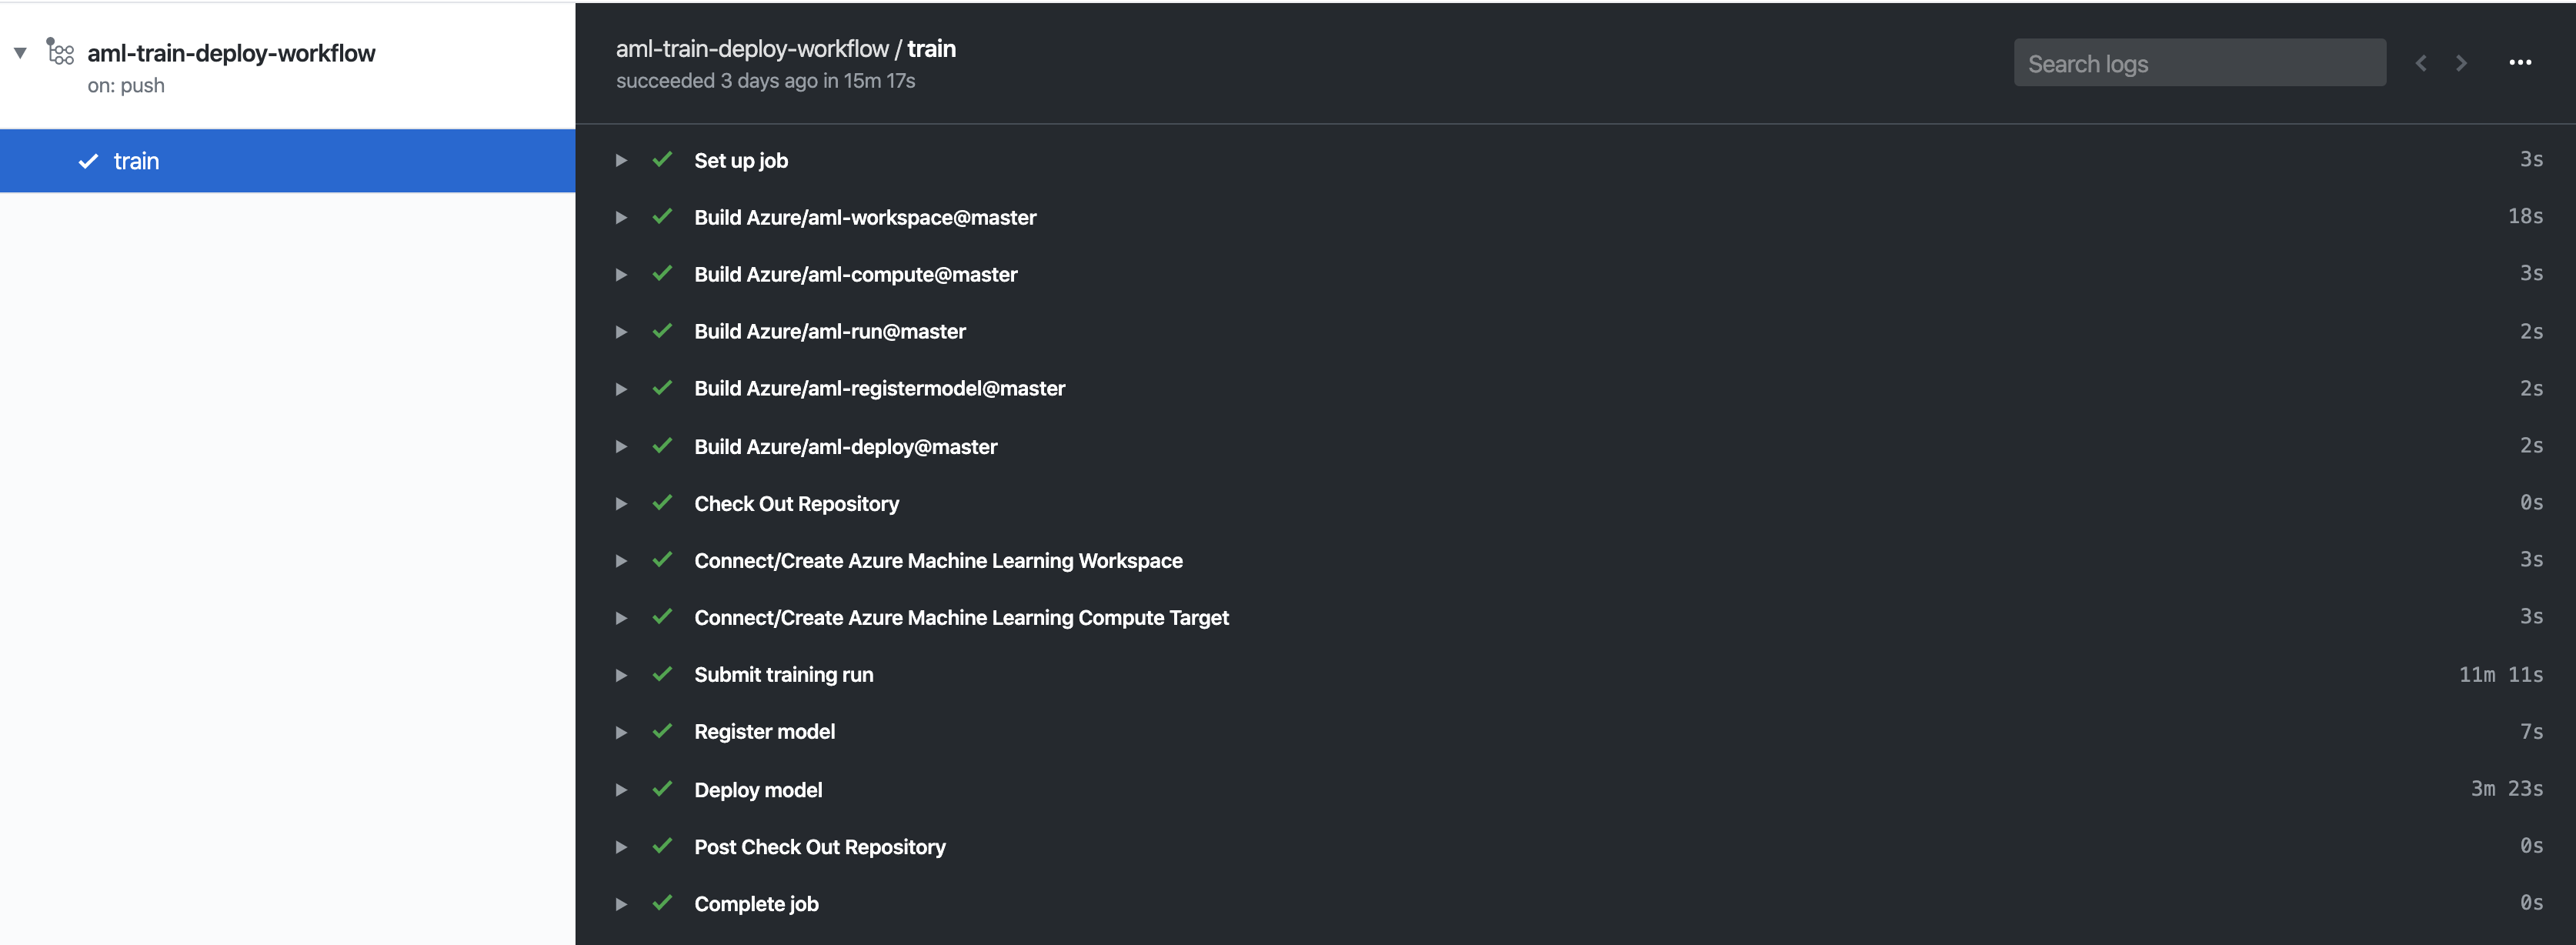 aml-train-deploy-workflow
on: push
train
aml-train-deploy-workflow / train
succeeded 3 days ago in 15m 17s
Search logs
Set up job 3s
Build Azure/aml-workspace@master 18s
Build Azure/aml-compute@master 3s
Build Azure/aml-run@master 2s
Build Azure/aml-registermodel@master 2s
Build Azure/aml-deploy@master 2s
Check Out Repository 0s
Connect/Create Azure Machine Learning Workspace 3s
Connect/Create Azure Machine Learning Compute Target 3s
Submit training run 11m 11s
Register model 7s
Deploy model 3m 23s
Post Check Out Repository 0s
Complete job 0s